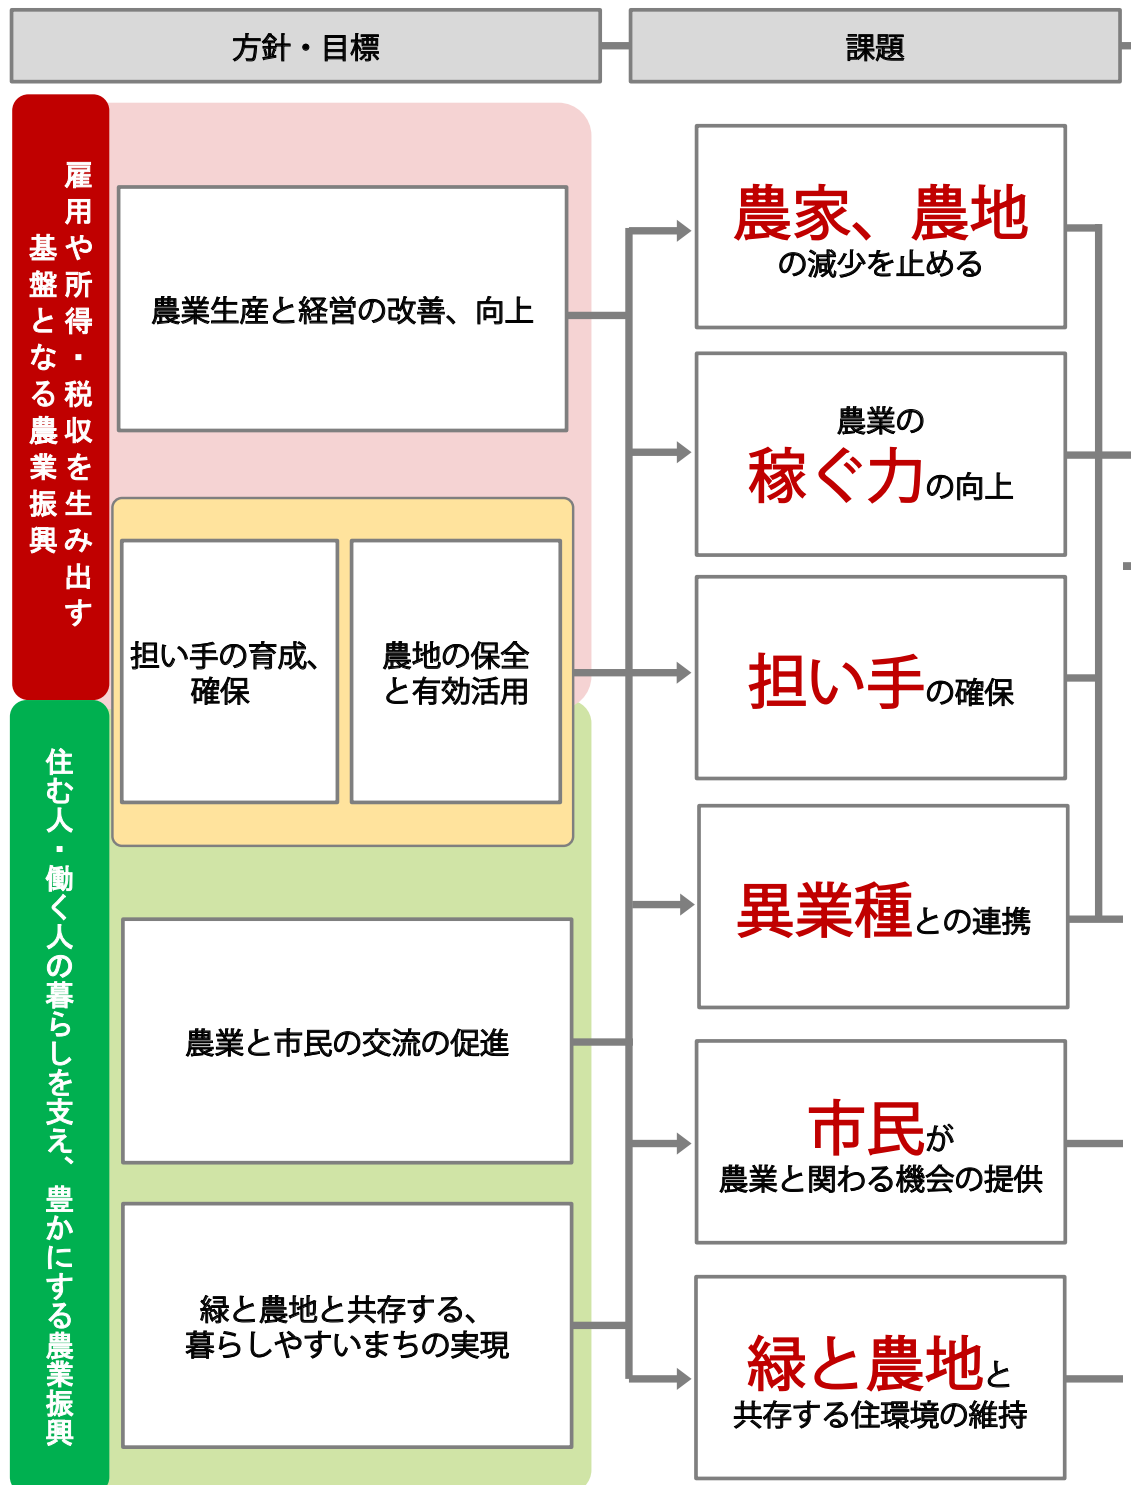 方針・目標
課題
雇用や所得・税収を生み出す
基盤となる農業振興
農業生産と経営の改善、向上
担い手の育成、
確保
農地の保全
と有効活用
住む人・働く人の暮らしを支え、豊かにする農業振興
農業と市民の交流の促進
緑と農地と共存する、
暮らしやすいまちの実現
農家、農地
の減少を止める
農業の
稼ぐ力の向上
担い手の確保
異業種との連携
市民が
農業と関わる機会の提供
緑と農地と
共存する住環境の維持